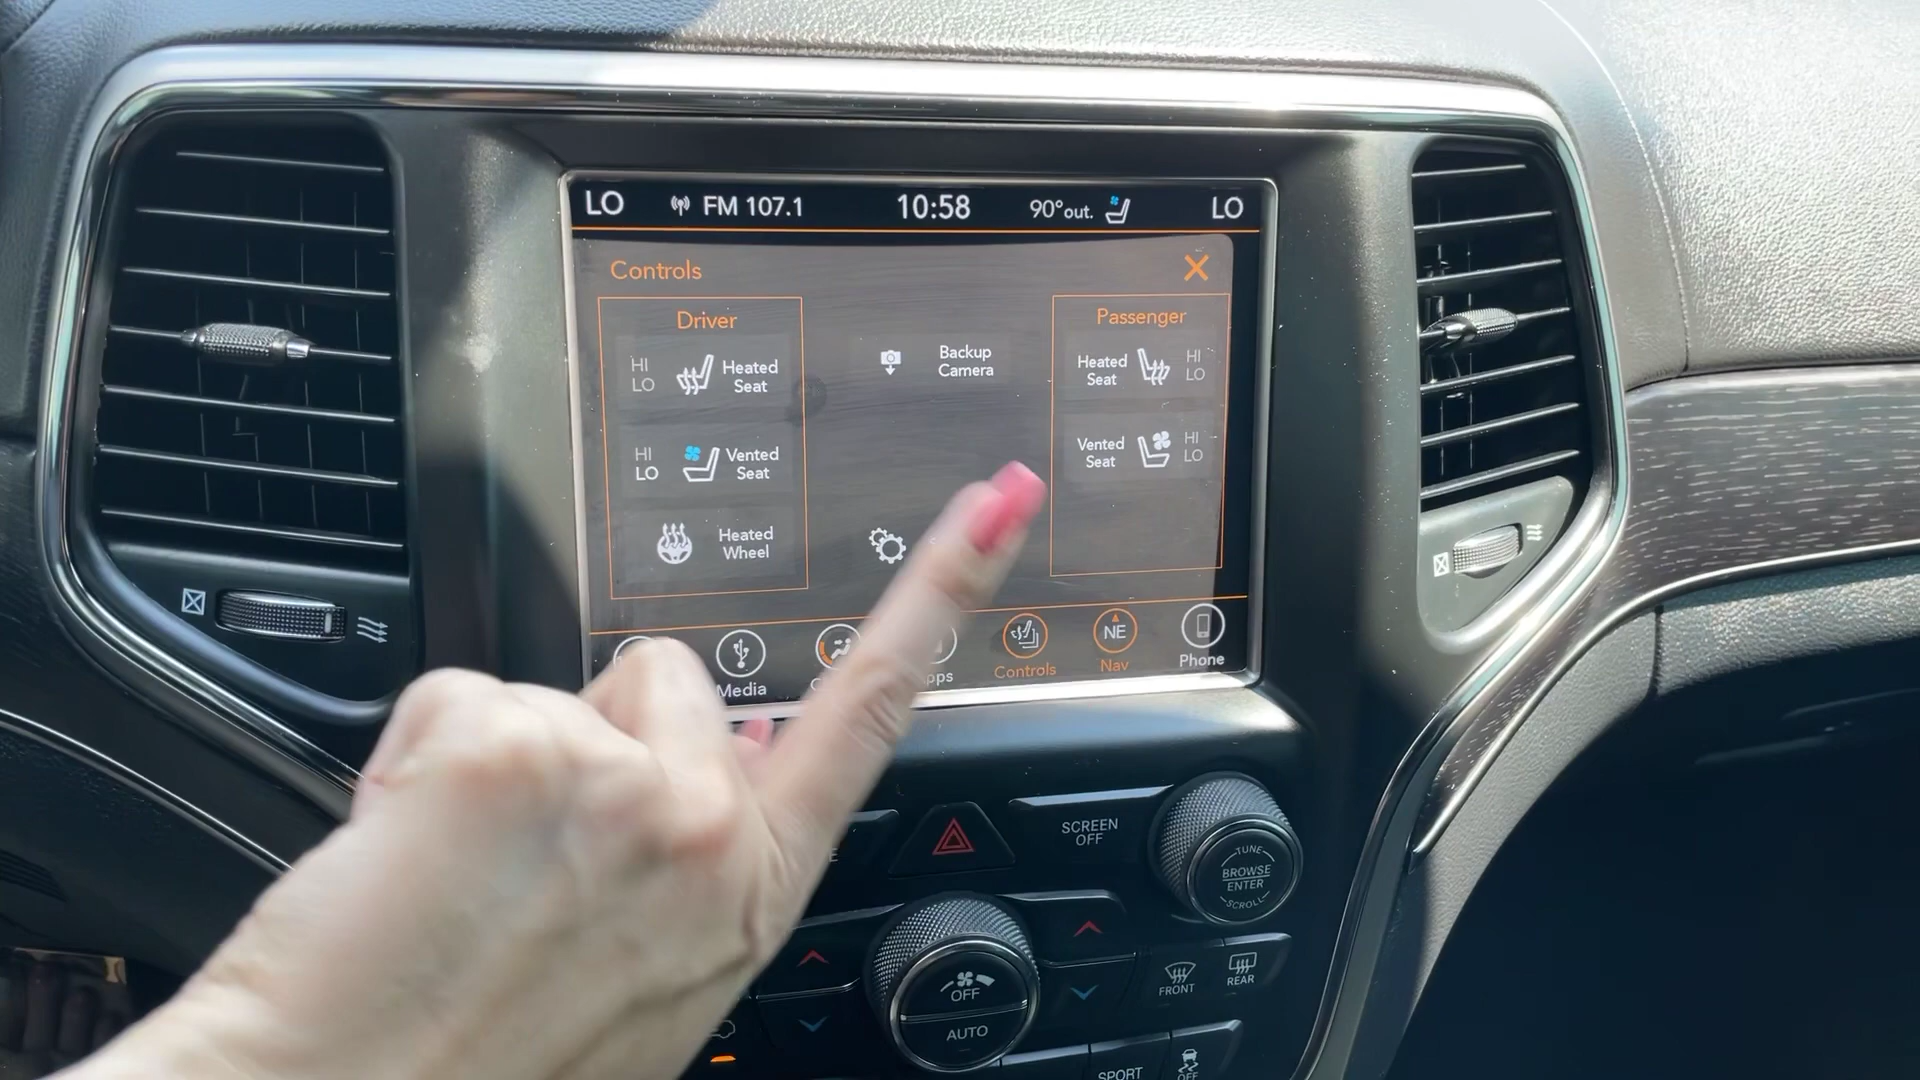 LO FM 107.1 10:58 90°out. LO
Controls
Driver
HI
LO
Heated
Seat
HI
LO
Vented
Seat
Heated
Wheel
Backup
Camera
Passenger
Heated
Seat
HI
LO
Vented
Seat
HI
LO
Media
Controls
NE
Nav
Phone
SCREEN
OFF
TUNE
BROWSE
ENTER
SCROLL
OFF
AUTO
FRONT
REAR
SPORT
OFF